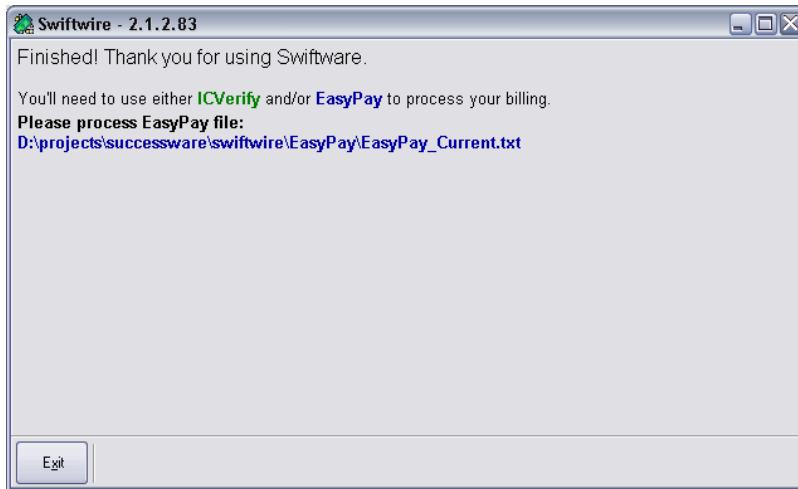 Swiftwire - 2.1.2.83
Finished! Thank you for using Swiftware.
You'll need to use either ICVerify and/or EasyPay to process your billing.
Please process EasyPay file:
D:\projects\successware\swiftwire\EasyPay\EasyPay_Current.txt
Exit